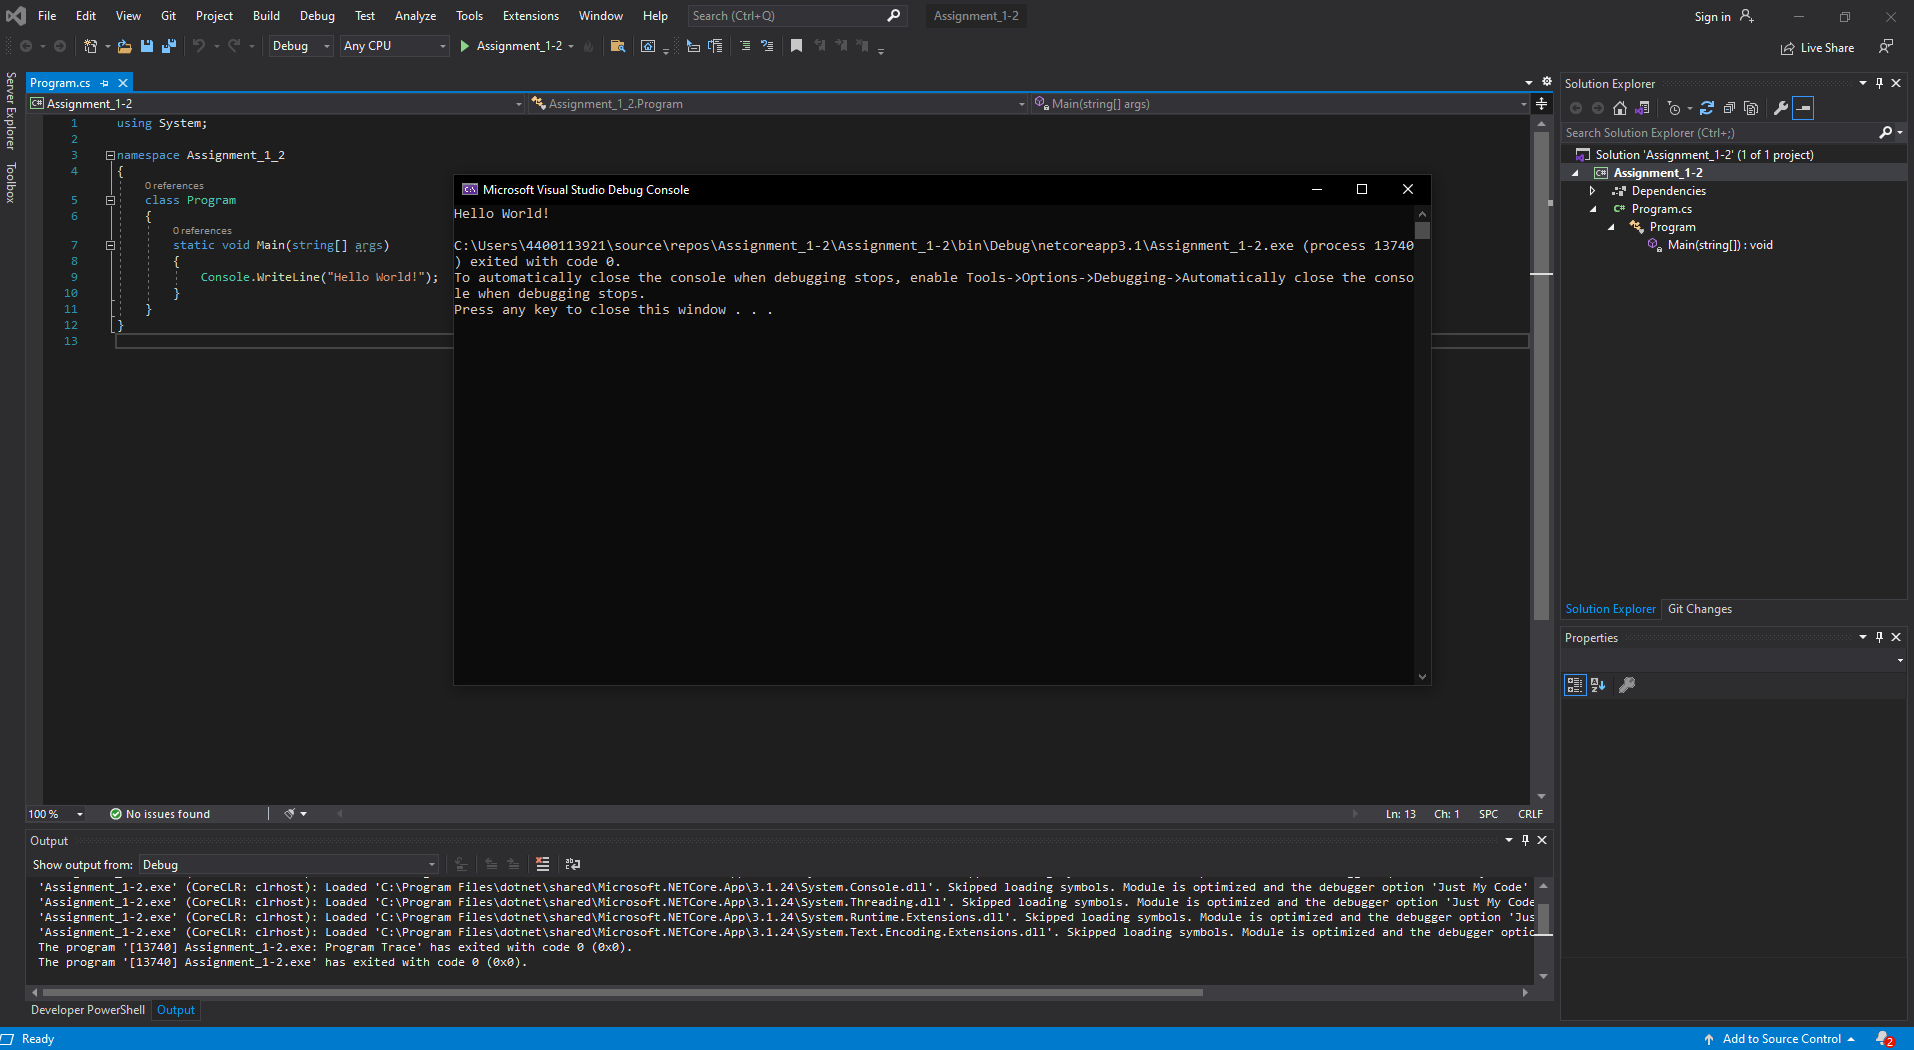 File Edit View Git Project Build Debug Test Analyze Tools Extensions Window Help Search (Ctrl+Q) Assignment_1-2 Sign in
Debug Any CPU Assignment_1-2 Live Share
Server Explorer
Toolbox
Program.cs
Assignment_1-2 Assignment_1_2.Program Main(string[] args)
1 using System;
2
3 namespace Assignment_1_2
4 {
0 references
5 class Program
6 {
0 references
7 static void Main(string[] args)
8 {
9 Console.WriteLine("Hello World!");
10 }
11 }
12 }
13
Microsoft Visual Studio Debug Console
Hello World!
C:\Users\4400113921\source\repos\Assignment_1-2\Assignment_1-2\bin\Debug\netcoreapp3.1\Assignment_1-2.exe (process 13740
) exited with code 0.
To automatically close the console when debugging stops, enable Tools->Options->Debugging->Automatically close the conso
le when debugging stops.
Press any key to close this window . . .
100 % No issues found Ln: 13 Ch: 1 SPC CRLF
Output
Show output from: Debug
'Assignment_1-2.exe' (CoreCLR: clrhost): Loaded 'C:\Program Files\dotnet\shared\Microsoft.NETCore.App\3.1.24\System.Console.dll'. Skipped loading symbols. Module is optimized and the debugger option 'Just My Code'
'Assignment_1-2.exe' (CoreCLR: clrhost): Loaded 'C:\Program Files\dotnet\shared\Microsoft.NETCore.App\3.1.24\System.Threading.dll'. Skipped loading symbols. Module is optimized and the debugger option 'Just My Code
'Assignment_1-2.exe' (CoreCLR: clrhost): Loaded 'C:\Program Files\dotnet\shared\Microsoft.NETCore.App\3.1.24\System.Runtime.Extensions.dll'. Skipped loading symbols. Module is optimized and the debugger option 'Jus
'Assignment_1-2.exe' (CoreCLR: clrhost): Loaded 'C:\Program Files\dotnet\shared\Microsoft.NETCore.App\3.1.24\System.Text.Encoding.Extensions.dll'. Skipped loading symbols. Module is optimized and the debugger optic
The program '[13740] Assignment_1-2.exe: Program Trace' has exited with code 0 (0x0).
The program '[13740] Assignment_1-2.exe' has exited with code 0 (0x0).
Developer PowerShell Output
Solution Explorer
Search Solution Explorer (Ctrl+;)
Solution 'Assignment_1-2' (1 of 1 project)
Assignment_1-2
Dependencies
Program.cs
Program
Main(string[]) : void
Solution Explorer Git Changes
Properties
Ready Add to Source Control 2